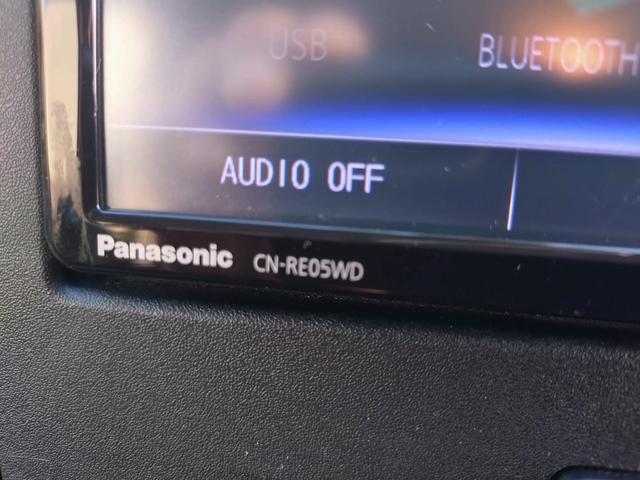 USB BLUETOOTH
AUDIO OFF
Panasonic CN-RE05WD